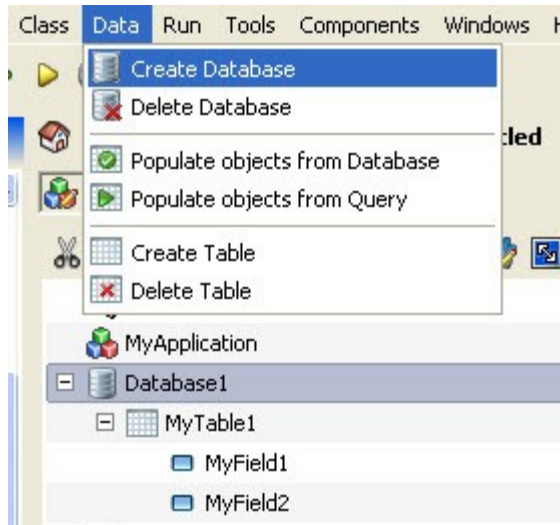 Class Data Run Tools Components Windows
Create Database
Delete Database
Populate objects from Database
Populate objects from Query
Create Table
Delete Table
MyApplication
Database1
MyTable1
MyField1
MyField2